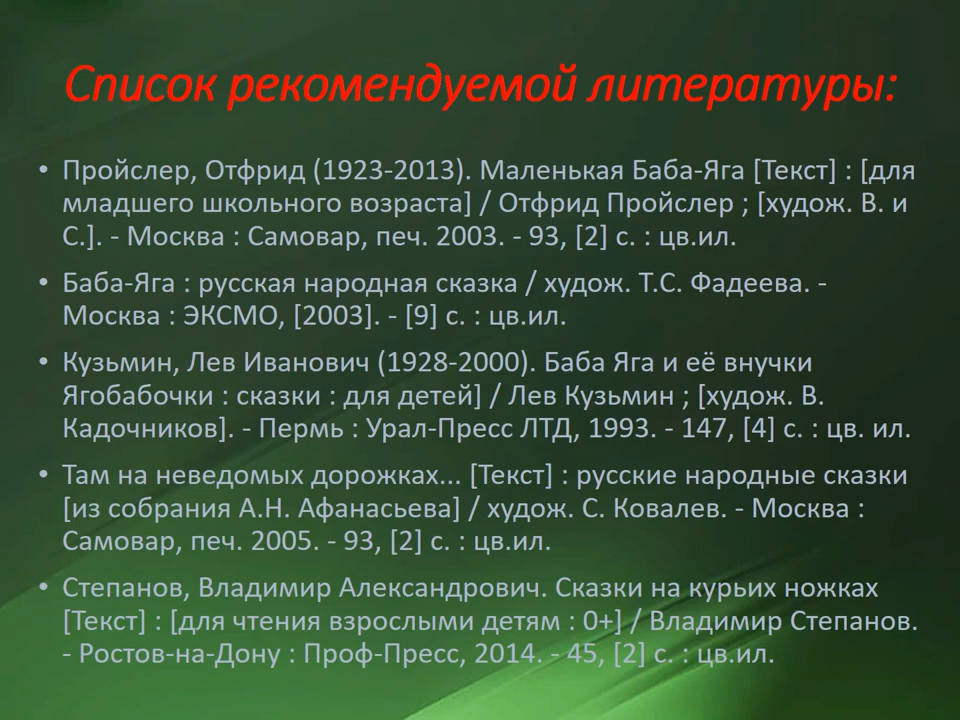 Список рекомендуемой литературы:
• Пройслер, Отфрид (1923-2013). Маленькая Баба-Яга [Текст] : [для
младшего школьного возраста] / Отфрид Пройслер ; [худож. В. и
С.]. - Москва : Самовар, печ. 2003. - 93, [2] с. : цв.ил.
• Баба-Яга : русская народная сказка / худож. Т.С. Фадеева. -
Москва : ЭКСМО, [2003]. - [9] с. : цв.ил.
• Кузьмин, Лев Иванович (1928-2000). Баба Яга и её внучки
Ягобабочки : сказки : для детей] / Лев Кузьмин ; [худож. В.
Кадочников]. - Пермь : Урал-Пресс ЛТД, 1993. - 147, [4] с. : цв. ил.
• Там на неведомых дорожках... [Текст] : русские народные сказки
[из собрания А.Н. Афанасьева] / худож. С. Ковалев. - Москва :
Самовар, печ. 2005. - 93, [2] с. : цв.ил.
• Степанов, Владимир Александрович. Сказки на курьих ножках
[Текст] : [для чтения взрослыми детям : 0+] / Владимир Степанов.
- Ростов-на-Дону : Проф-Пресс, 2014. - 45, [2] с. : цв.ил.